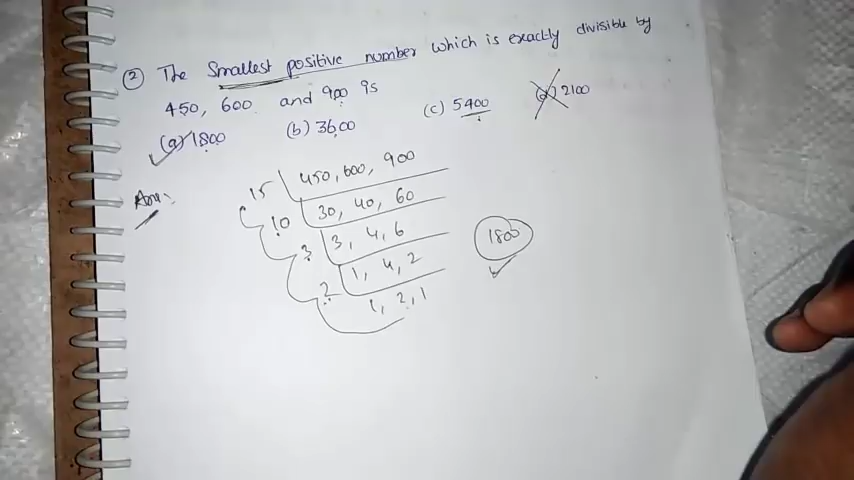 ② The Smallest positive number which is exactly divisible by
450, 600 and 900 is
(a) 1800 (b) 3600 (c) 5400 (d) 2100
Ans:
15 450, 600, 900
10 30, 40, 60
3 3, 4, 6
2 1, 4, 2
1, 2, 1
1800